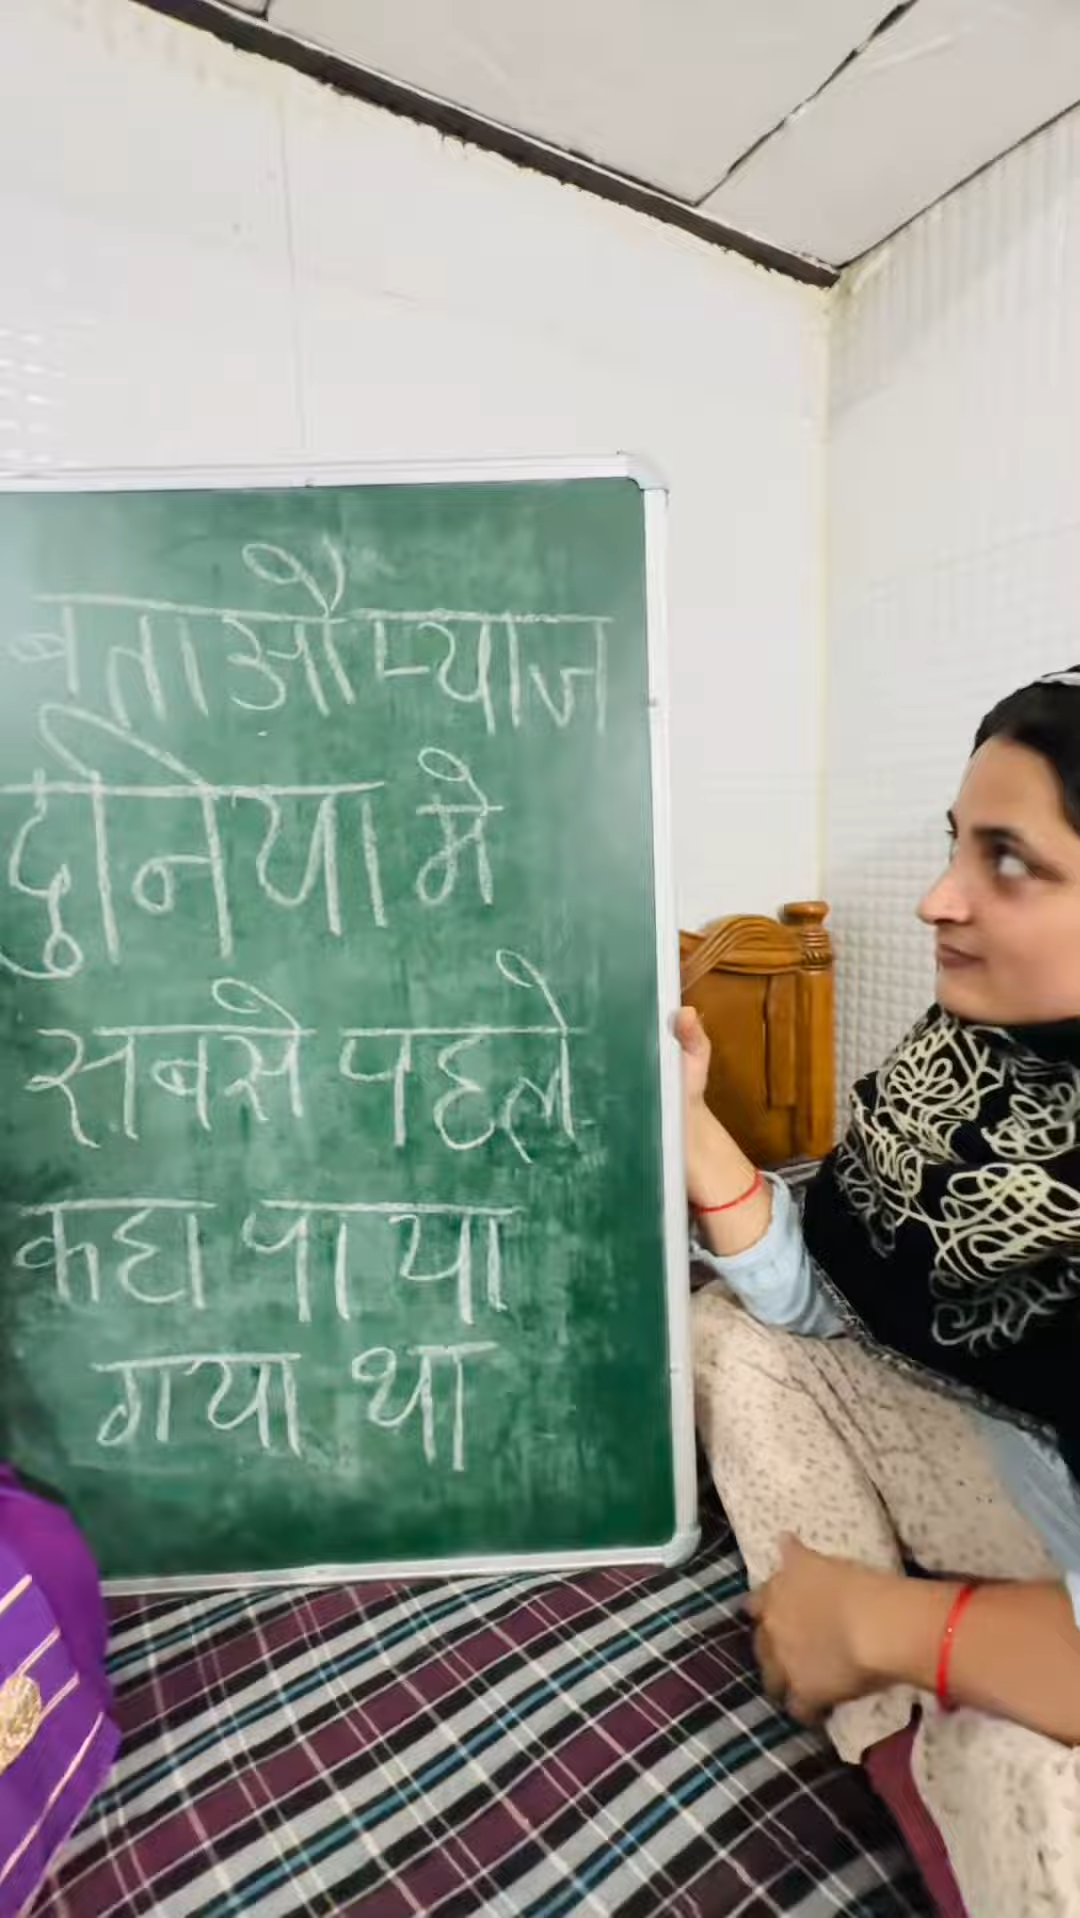 बताओ प्याज
दुनिया मे
सबसे पहले
कहा पाया
गया था